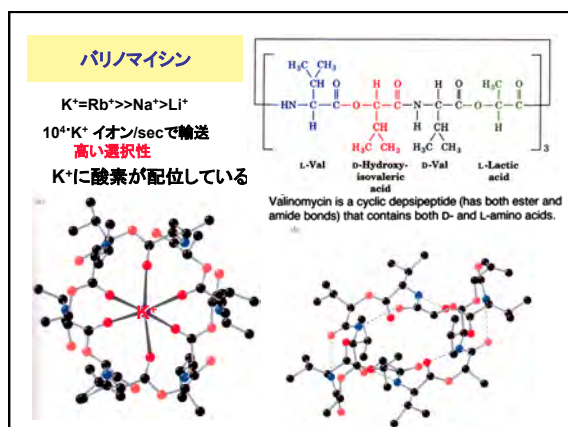 バリノマイシン
K⁺=Rb⁺>>Na⁺>Li⁺
10⁴·K⁺ イオン/secで輸送
高い選択性
K⁺に酸素が配位している
H₃C CH₃ CH₃
CH O H O H O H O
HN C C O C C N C C O C C
H CH H CH H
H₃C CH₃ H₃C CH₃
3
L-Val D-Hydroxy- D-Val L-Lactic
isovaleric acid
acid
Valinomycin is a cyclic depsipeptide (has both ester and
amide bonds) that contains both D- and L-amino acids.
K⁺